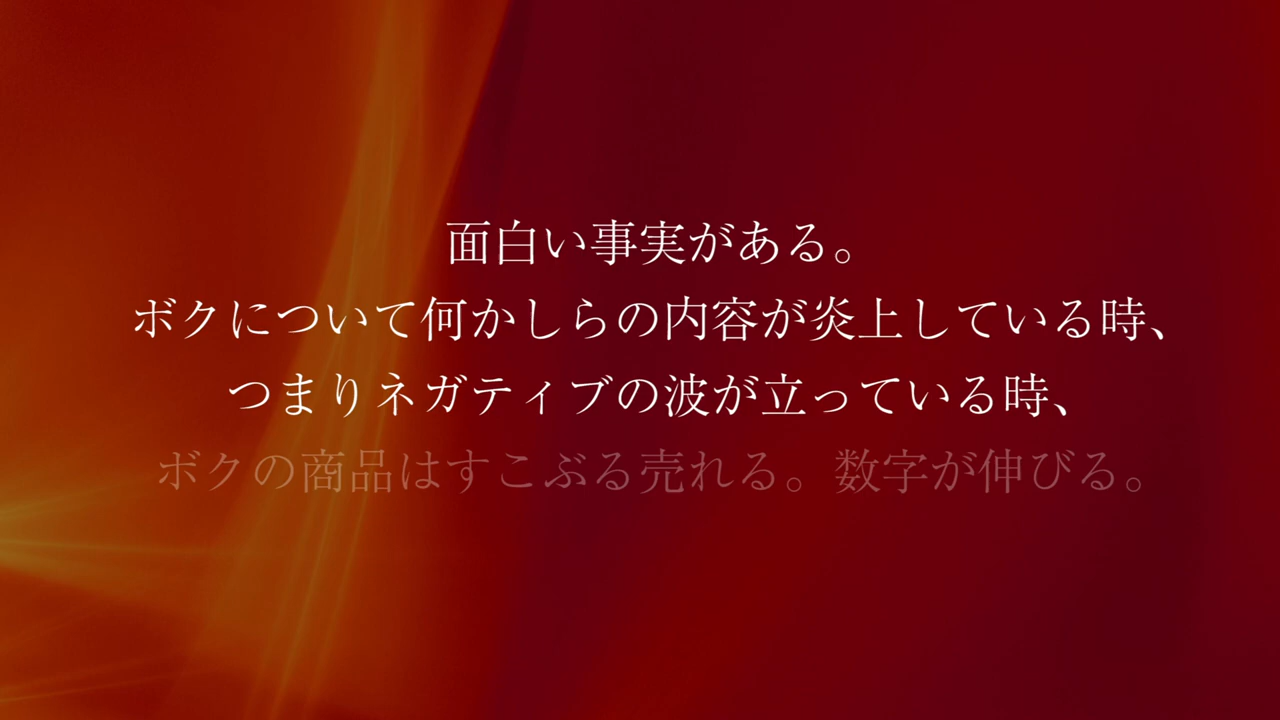 面白い事実がある。
ボクについて何かしらの内容が炎上している時、
つまりネガティブの波が立っている時、
ボクの商品はすこぶる売れる。数字が伸びる。